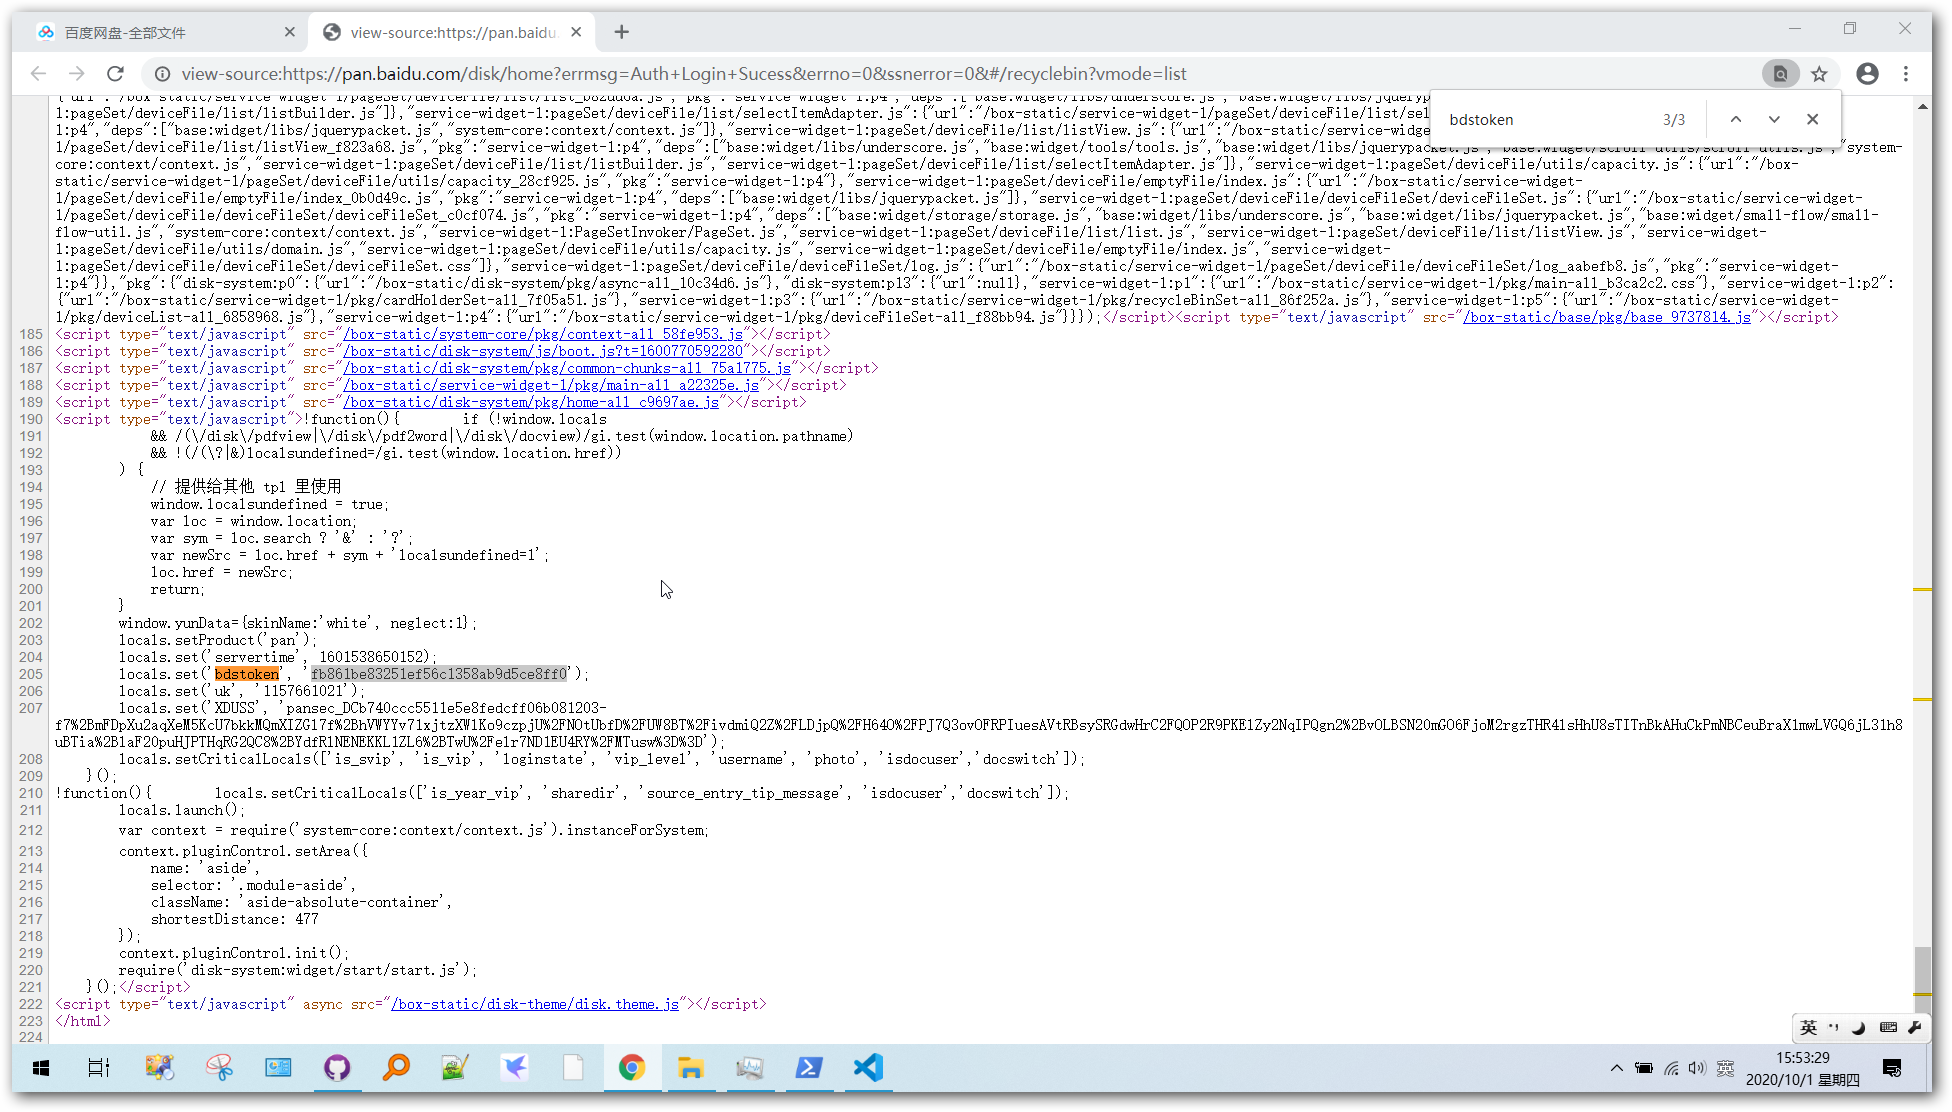 百度网盘-全部文件
view-source:https://pan.baidu.
view-source:https://pan.baidu.com/disk/home?errmsg=Auth+Login+Sucess&errno=0&ssnerror=0&#/recyclebin?vmode=list
bdstoken 3/3
1:pageSet/deviceFile/list/listBuilder.js"]},"service-widget-1:pageSet/deviceFile/list/selectItemAdapter.js":{"url":"/box-static/service-widget-1/pageSet/deviceFile/list/sel
1:p4","deps":["base:widget/libs/jquerypacket.js","system-core:context/context.js"]},"service-widget-1:pageSet/deviceFile/list/listView.js":{"url":"/box-static/service-widget-
1/pageSet/deviceFile/list/listView_f823a68.js","pkg":"service-widget-1:p4","deps":["base:widget/libs/underscore.js","base:widget/tools/tools.js","base:widget/libs/jquerypacket.js","base:widget/scroll-utils/scroll-utils.js","system-
core:context/context.js","service-widget-1:pageSet/deviceFile/list/listBuilder.js","service-widget-1:pageSet/deviceFile/list/selectItemAdapter.js"]},"service-widget-1:pageSet/deviceFile/utils/capacity.js":{"url":"/box-
static/service-widget-1/pageSet/deviceFile/utils/capacity_28cf925.js","pkg":"service-widget-1:p4"},"service-widget-1:pageSet/deviceFile/emptyFile/index.js":{"url":"/box-static/service-widget-
1/pageSet/deviceFile/emptyFile/index_0b0d49c.js","pkg":"service-widget-1:p4","deps":["base:widget/libs/jquerypacket.js"]},"service-widget-1:pageSet/deviceFile/deviceFileSet/deviceFileSet.js":{"url":"/box-static/service-widget-
1/pageSet/deviceFile/deviceFileSet/deviceFileSet_c0cf074.js","pkg":"service-widget-1:p4","deps":["base:widget/storage/storage.js","base:widget/libs/underscore.js","base:widget/libs/jquerypacket.js","base:widget/small-flow/small-
flow-util.js","system-core:context/context.js","service-widget-1:PageSetInvoker/PageSet.js","service-widget-1:pageSet/deviceFile/list/list.js","service-widget-1:pageSet/deviceFile/list/listView.js","service-widget-
1:pageSet/deviceFile/utils/domain.js","service-widget-1:pageSet/deviceFile/utils/capacity.js","service-widget-1:pageSet/deviceFile/emptyFile/index.js","service-widget-
1:pageSet/deviceFile/deviceFileSet/deviceFileSet.css"]},"service-widget-1:pageSet/deviceFile/deviceFileSet/log.js":{"url":"/box-static/service-widget-1/pageSet/deviceFile/deviceFileSet/log_aabefb8.js","pkg":"service-widget-
1:p4"}},"pkg":{"disk-system:p0":{"url":"/box-static/disk-system/pkg/async-all_10c34d6.js"},"disk-system:p13":{"url":null},"service-widget-1:p1":{"url":"/box-static/service-widget-1/pkg/main-all_b3ca2c2.css"},"service-widget-1:p2":
{"url":"/box-static/service-widget-1/pkg/cardHolderSet-all_7f05a51.js"},"service-widget-1:p3":{"url":"/box-static/service-widget-1/pkg/recycleBinSet-all_86f252a.js"},"service-widget-1:p5":{"url":"/box-static/service-widget-
1/pkg/deviceList-all_6858968.js"},"service-widget-1:p4":{"url":"/box-static/service-widget-1/pkg/deviceFileSet-all_f88bb94.js"}}});</script><script type="text/javascript" src="/box-static/base/pkg/base_9737814.js"></script>
185 <script type="text/javascript" src="/box-static/system-core/pkg/context-all_58fe953.js"></script>
186 <script type="text/javascript" src="/box-static/disk-system/js/boot.js?t=1600770592280"></script>
187 <script type="text/javascript" src="/box-static/disk-system/pkg/common-chunks-all_75a1775.js"></script>
188 <script type="text/javascript" src="/box-static/service-widget-1/pkg/main-all_a22325e.js"></script>
189 <script type="text/javascript" src="/box-static/disk-system/pkg/home-all_c9697ae.js"></script>
190 <script type="text/javascript">!function(){ if (!window.locals
191 && /(\/disk\/pdfview|\/disk\/pdf2word|\/disk\/docview)/gi.test(window.location.pathname)
192 && !(/(\?|&)localsundefined=/gi.test(window.location.href))
193 ) {
194 // 提供给其他 tpl 里使用
195 window.localsundefined = true;
196 var loc = window.location;
197 var sym = loc.search ? '&' : '?';
198 var newSrc = loc.href + sym + 'localsundefined=1';
199 loc.href = newSrc;
200 return;
201 }
202 window.yunData={skinName:'white', neglect:1};
203 locals.setProduct('pan');
204 locals.set('servertime', 1601538650152);
205 locals.set('bdstoken', 'fb861be83251ef56c1358ab9d5ce8ff0');
206 locals.set('uk', '1157661021');
207 locals.set('XDUSS', 'pansec_DCb740ccc5511e5e8fedcff06b081203-
f7%2BmFDpXu2aqXeM5KcU7bkkMQmXIZG17f%2BhVWYYv71xjtzXW1Ko9czpjU%2FNOtUbfD%2FUW8BT%2FivdmiQ2Z%2FLDjpQ%2FH64O%2FPJ7Q3ovOFRPIuesAVtRBsySRGdwHrC2FQOP2R9PKE1Zy2NqIPQgn2%2BvOLBSN20mGO6FjoM2rgzTHR41sHhU8sTITnBkAHuCkPmNBCeuBraX1mwLVGQ6jL31h8
uBTia%2B1aF20puHJPTHqRG2QC8%2BYdfR1NENEKKL1ZL6%2BTwU%2Fe1r7ND1EU4RY%2FMTusw%3D%3D');
208 locals.setCriticalLocals(['is_svip', 'is_vip', 'loginstate', 'vip_level', 'username', 'photo', 'isdocuser','docswitch']);
209 }();
210 !function(){ locals.setCriticalLocals(['is_year_vip', 'sharedir', 'source_entry_tip_message', 'isdocuser','docswitch']);
211 locals.launch();
212 var context = require('system-core:context/context.js').instanceForSystem;
213 context.pluginControl.setArea({
214 name: 'aside',
215 selector: '.module-aside',
216 className: 'aside-absolute-container',
217 shortestDistance: 477
218 });
219 context.pluginControl.init();
220 require('disk-system:widget/start/start.js');
221 }();</script>
222 <script type="text/javascript" async src="/box-static/disk-theme/disk.theme.js"></script>
223 </html>
224
英
英
15:53:29
2020/10/1 星期四